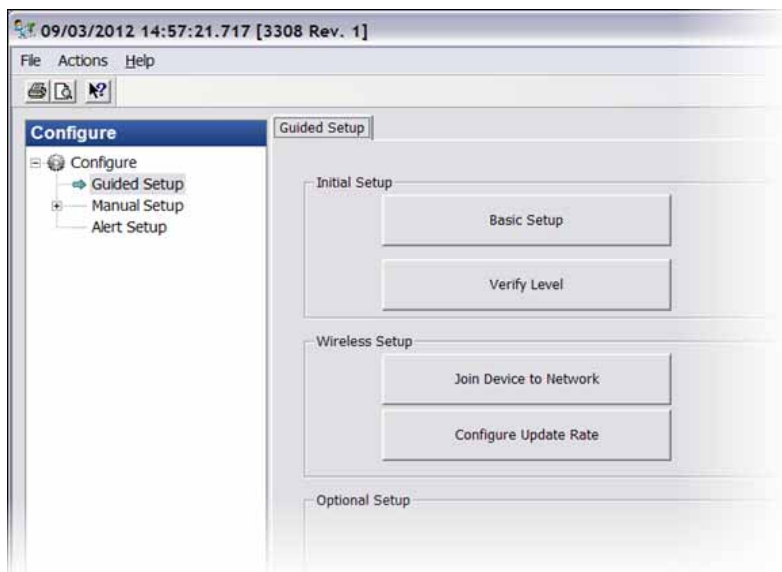 09/03/2012 14:57:21.717 [3308 Rev. 1]
File Actions Help
Configure
Configure
Guided Setup
Manual Setup
Alert Setup
Guided Setup
Initial Setup
Basic Setup
Verify Level
Wireless Setup
Join Device to Network
Configure Update Rate
Optional Setup